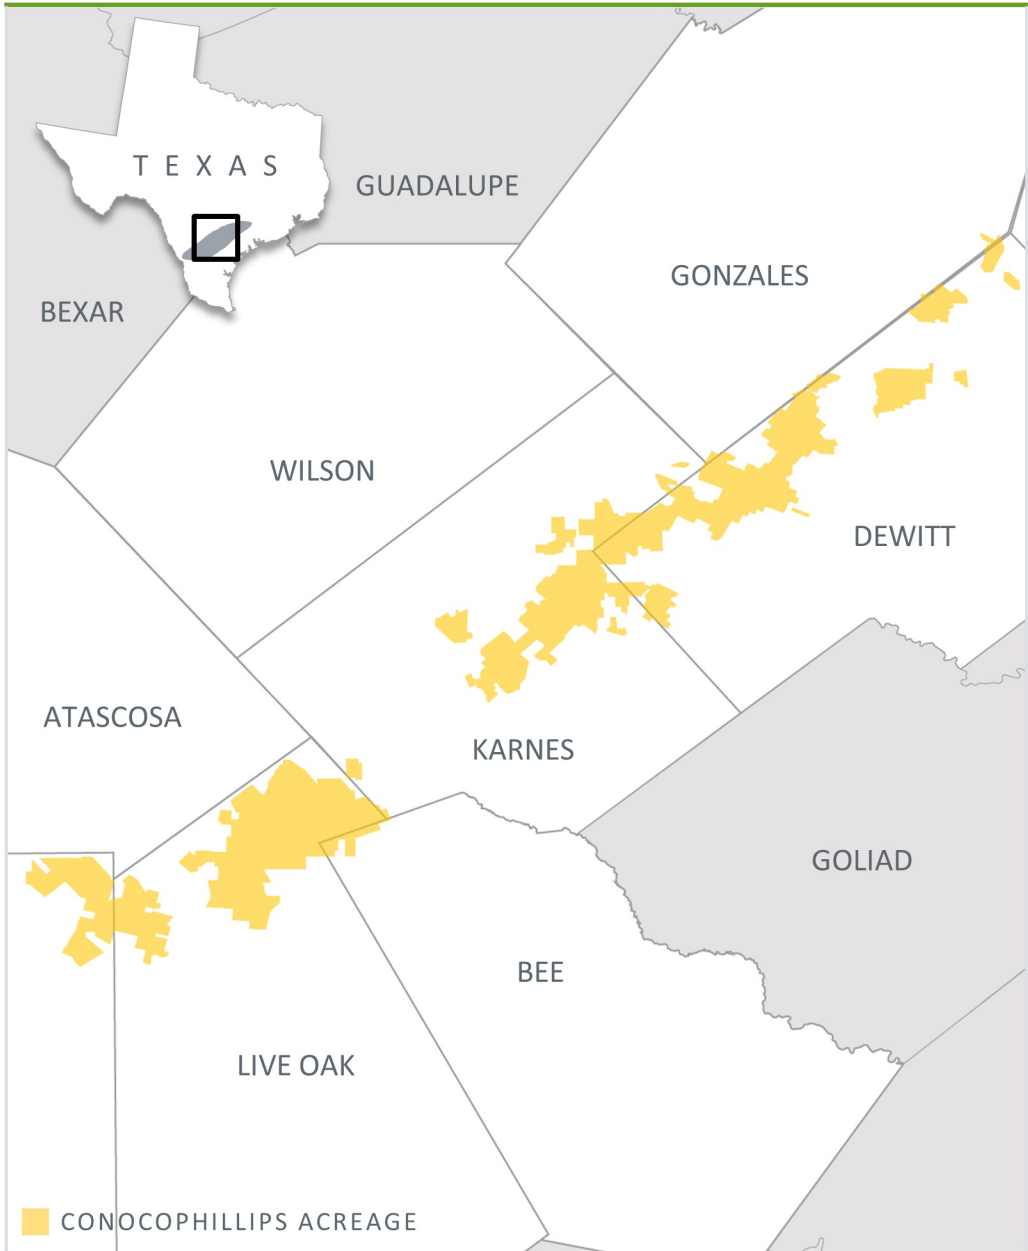 TEXAS
GUADALUPE
GONZALES
BEXAR
WILSON
DEWITT
ATASCOSA
KARNES
GOLIAD
BEE
LIVE OAK
CONOCOPHILLIPS ACREAGE